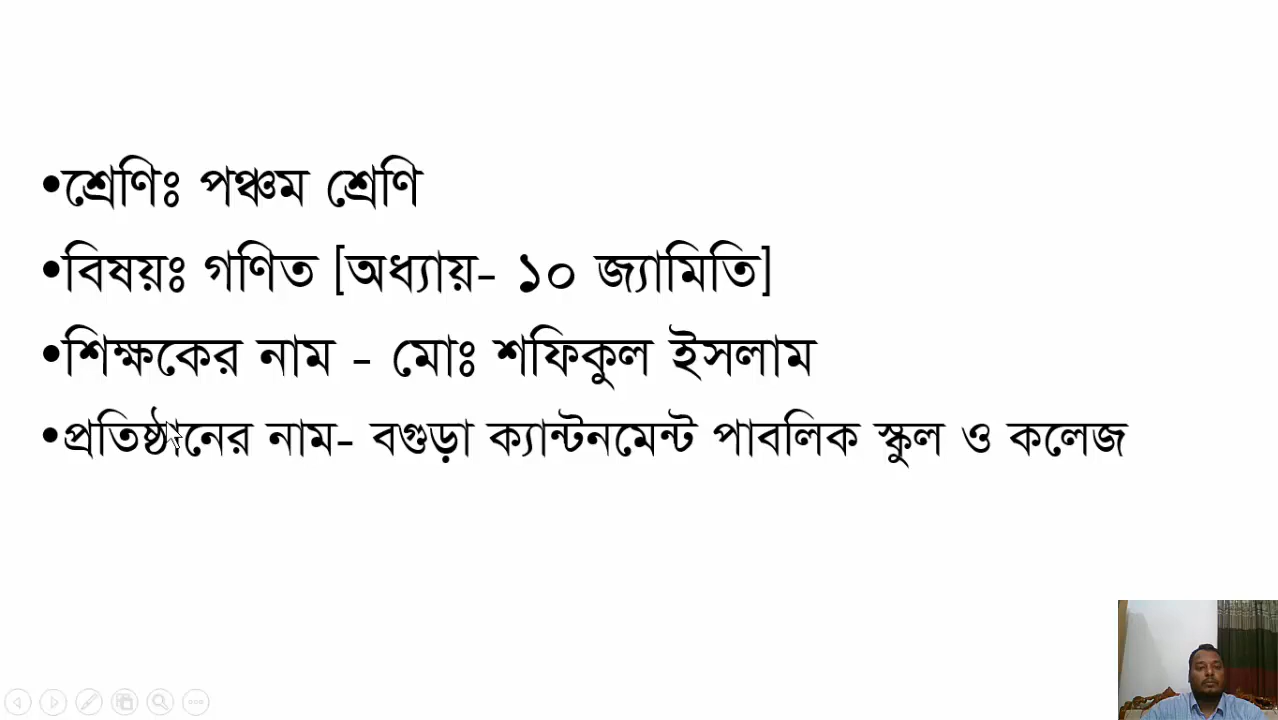 •শ্রেণিঃ পঞ্চম শ্রেণি
•বিষয়ঃ গণিত [অধ্যায়- ১০ জ্যামিতি]
•শিক্ষকের নাম - মোঃ শফিকুল ইসলাম
•প্রতিষ্ঠানের নাম- বগুড়া ক্যান্টনমেন্ট পাবলিক স্কুল ও কলেজ